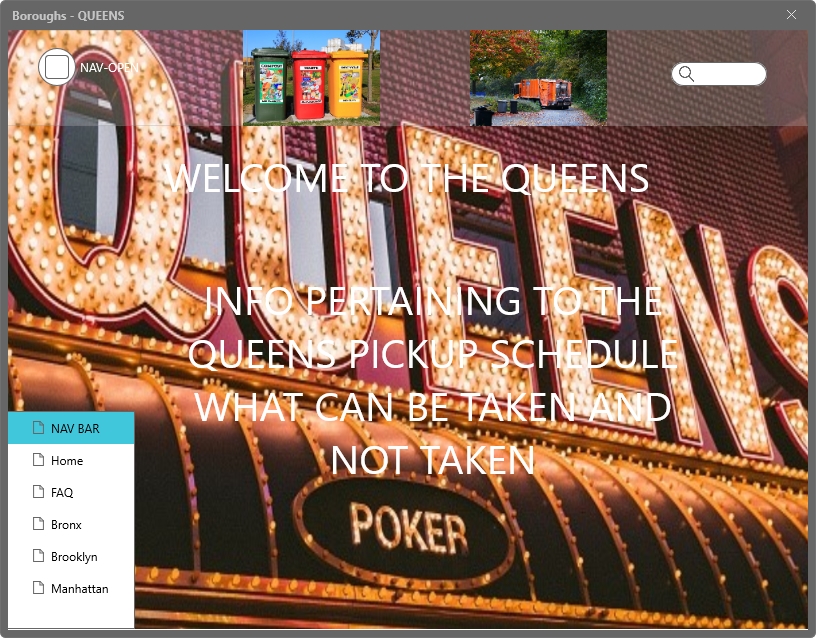 Boroughs - QUEENS
NAV-OPEN
WELCOME TO THE QUEENS
QUEENS
INFO PERTAINING TO THE
QUEENS PICKUP SCHEDULE
WHAT CAN BE TAKEN AND
NOT TAKEN
POKER
NAV BAR
Home
FAQ
Bronx
Brooklyn
Manhattan